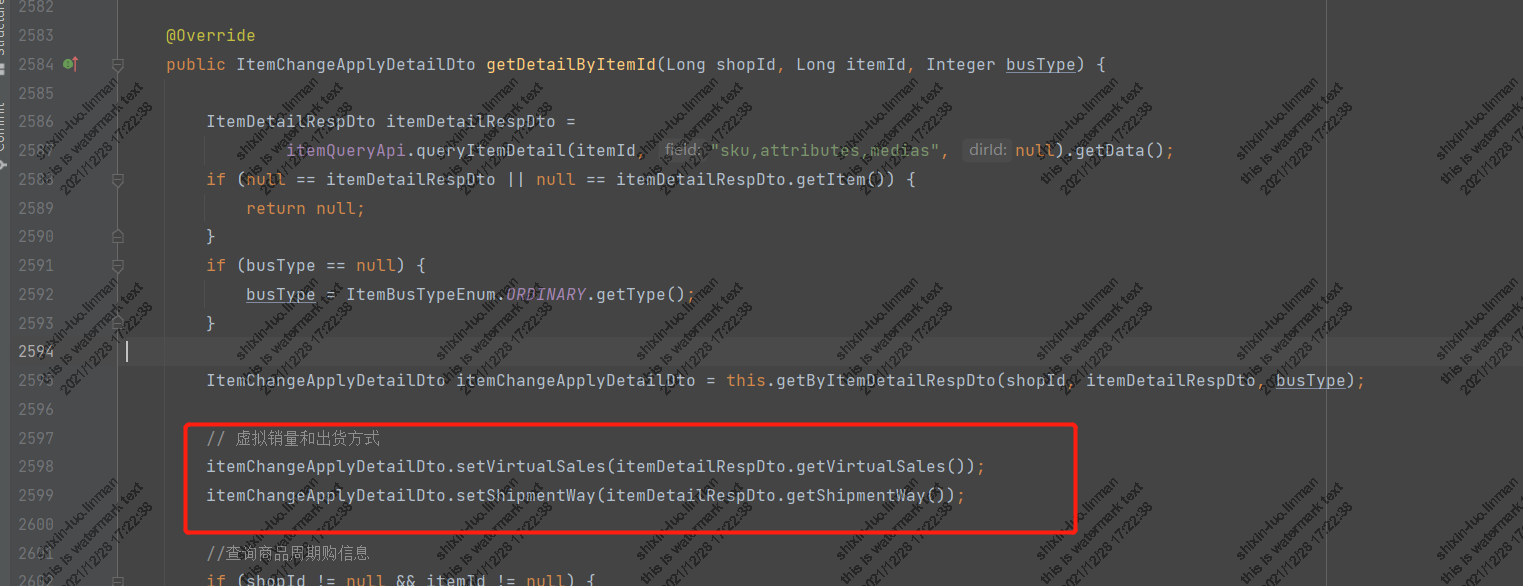 2582
2583 @Override
2584 public ItemChangeApplyDetailDto getDetailByItemId(Long shopId, Long itemId, Integer busType) {
2585
2586 ItemDetailRespDto itemDetailRespDto =
2587 itemQueryApi.queryItemDetail(itemId, field: "sku,attributes,medias", dirId: null).getData();
2588 if (null == itemDetailRespDto || null == itemDetailRespDto.getItem()) {
2589 return null;
2590 }
2591 if (busType == null) {
2592 busType = ItemBusTypeEnum.ORDINARY.getType();
2593 }
2594
2595 ItemChangeApplyDetailDto itemChangeApplyDetailDto = this.getByItemDetailRespDto(shopId, itemDetailRespDto, busType);
2596
2597 // 虚拟销量和出货方式
2598 itemChangeApplyDetailDto.setVirtualSales(itemDetailRespDto.getVirtualSales());
2599 itemChangeApplyDetailDto.setShipmentWay(itemDetailRespDto.getShipmentWay());
2600
2601 //查询商品周期购信息
2602 if (shopId != null && itemId != null) {
Commit
shixin-luo.linman
this is watermark text
2021/12/28 17:22:38